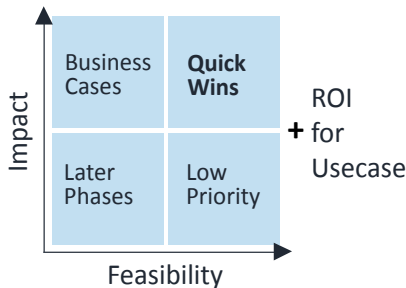 Impact
Business
Cases
Quick
Wins
Later
Phases
Low
Priority
Feasibility
+
ROI
for
Usecase